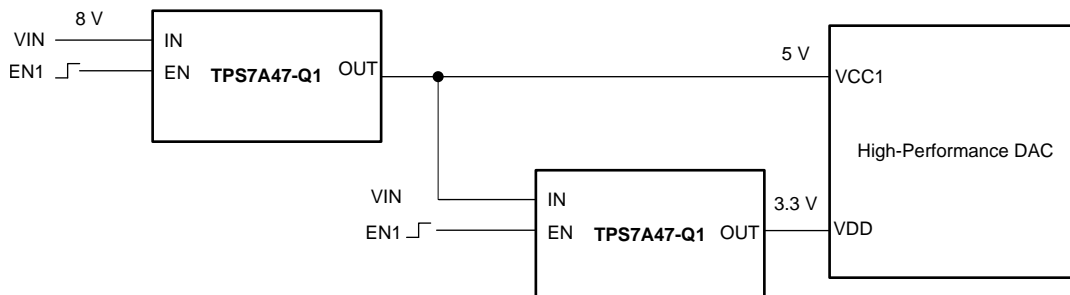 8 V
VIN
IN
EN1
EN
TPS7A47-Q1
OUT
5 V
VCC1
High-Performance DAC
VIN
IN
EN1
EN
TPS7A47-Q1
OUT
3.3 V
VDD